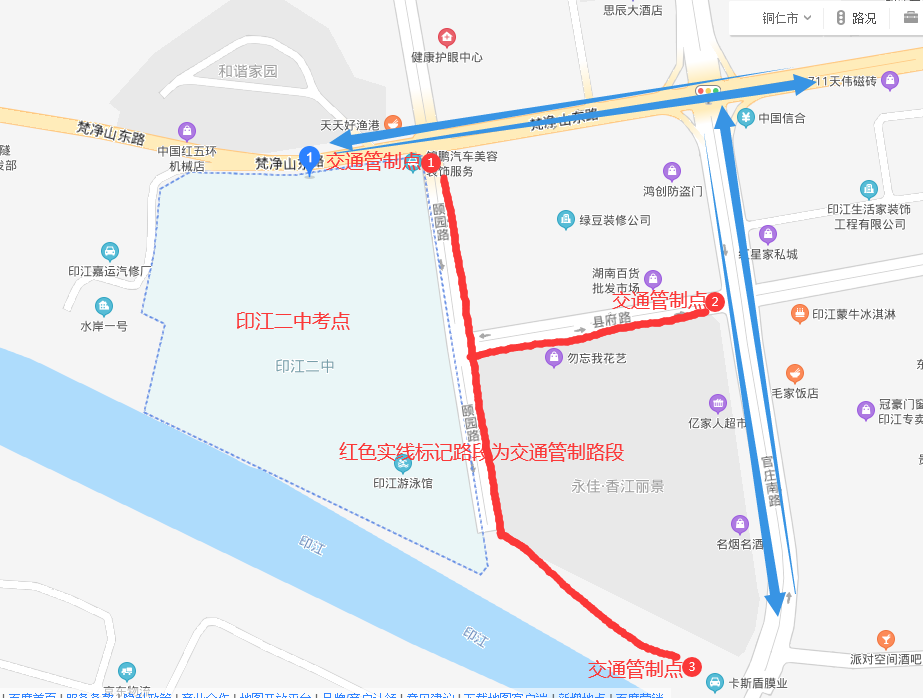 思辰大酒店
铜仁市
路况
健康护眼中心
和谐家园
711天伟磁砖
天天好渔港
梵净山东路
中国信合
梵净山东路
中国红五环
机械店
梵净山东路
1
交通管制点
1
鹏汽车美容
装饰服务
鸿创防盗门
印江生活家装饰
工程有限公司
颐园路
绿豆装修公司
红星家私城
印江嘉运汽修厂
湖南百货
批发市场
交通管制点
2
水岸一号
印江二中考点
县府路
印江蒙牛冰淇淋
印江二中
勿忘我花艺
毛家饭店
亿家人超市
冠豪门窗
印江专卖
颐园路
红色实线标记路段为交通管制路段
印江游泳馆
永佳·香江丽景
官庄南路
名烟名酒
印江
印江
派对空间酒吧
交通管制点
3
卡斯盾膜业
京东物流